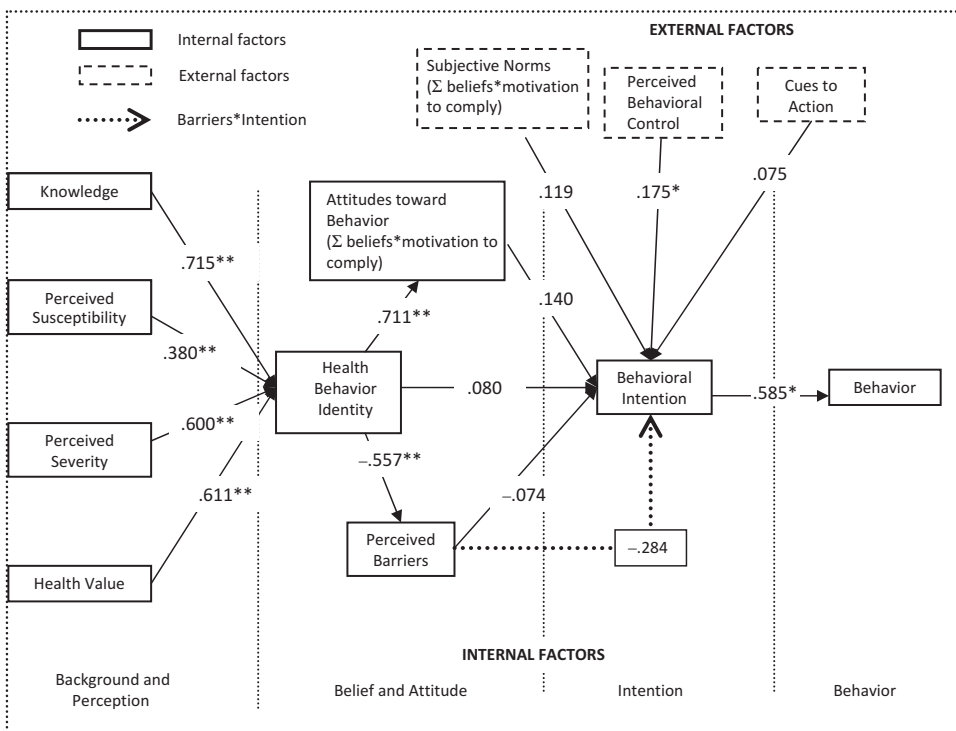 EXTERNAL FACTORS
Internal factors
External factors
Barriers*Intention
Subjective Norms
(Σ beliefs*motivation
to comply)
Perceived
Behavioral
Control
Cues to
Action
Knowledge
Attitudes toward
Behavior
(Σ beliefs*motivation to
comply)
.119
.175*
.075
.715**
Perceived
Susceptibility
.380**
.711**
.140
Health
Behavior
Identity
.080
Behavioral
Intention
.585*
Behavior
Perceived
Severity
.600**
.611**
–.557**
–.074
Perceived
Barriers
–.284
Health Value
INTERNAL FACTORS
Background and
Perception
Belief and Attitude
Intention
Behavior